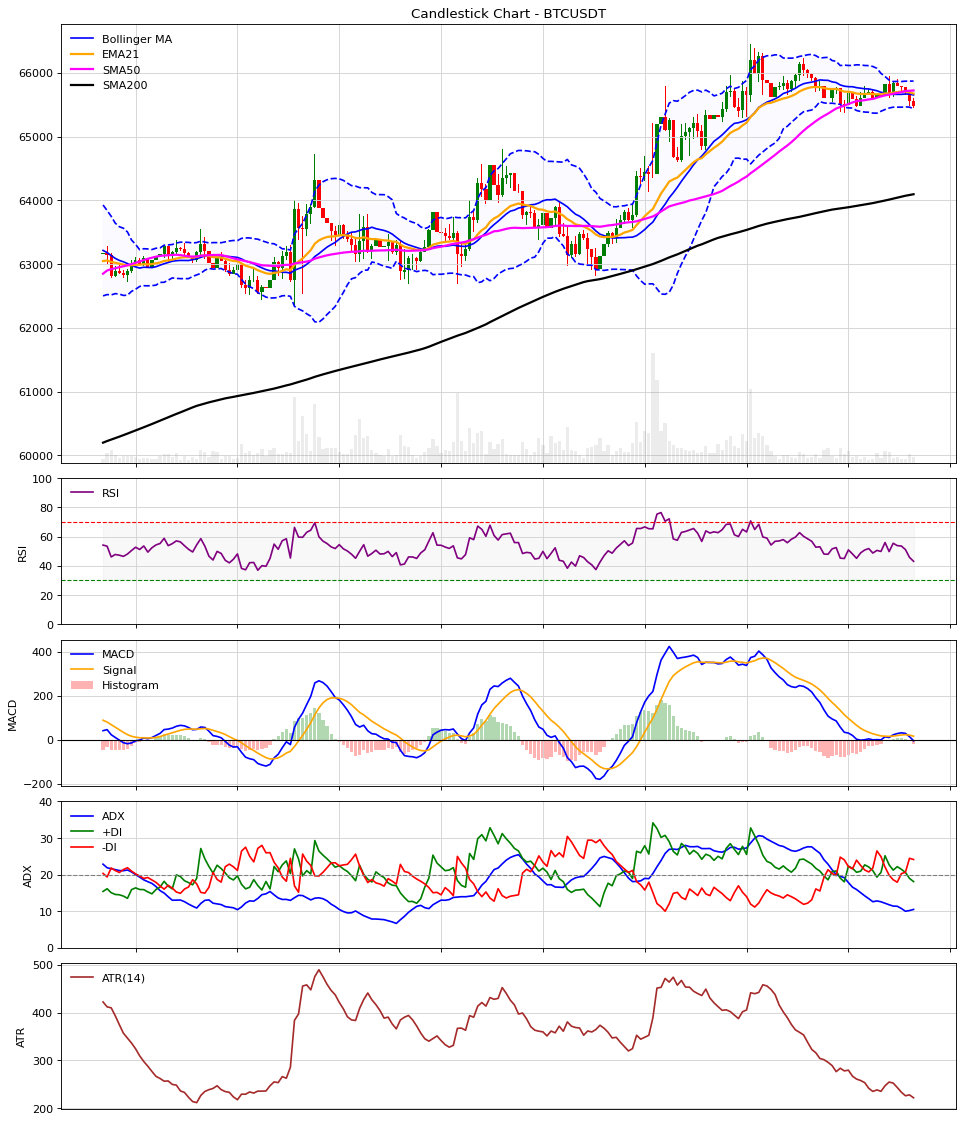 Candlestick Chart - BTCUSDT
Bollinger MA
EMA21
SMA50
SMA200
66000
65000
64000
63000
62000
61000
60000
RSI
RSI
100
80
60
40
20
0
MACD
Signal
Histogram
MACD
400
200
0
−200
ADX
+DI
-DI
ADX
40
30
20
10
0
ATR(14)
ATR
500
400
300
200